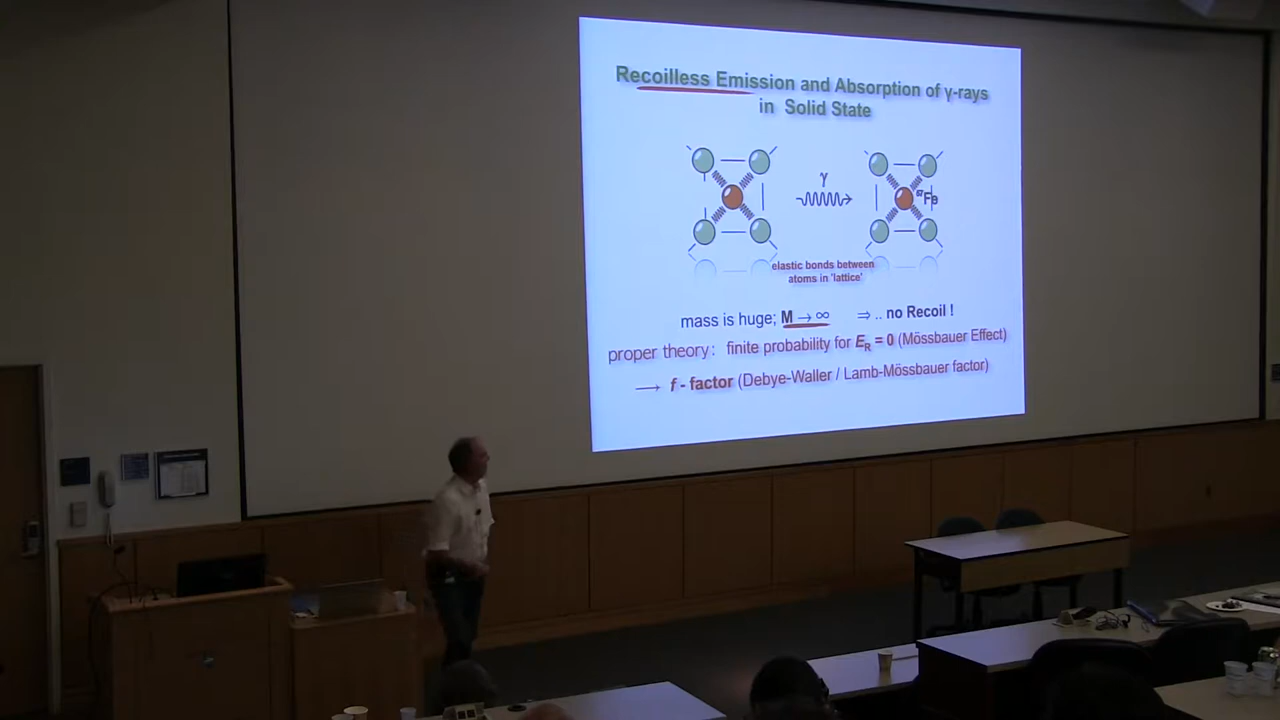 Recoilless Emission and Absorption of γ-rays
in Solid State
γ
⁵⁷Fe
elastic bonds between
atoms in 'lattice'
mass is huge; M → ∞ ⇒ .. no Recoil !
proper theory: finite probability for E_R = 0 (Mössbauer Effect)
→ f - factor (Debye-Waller / Lamb-Mössbauer factor)